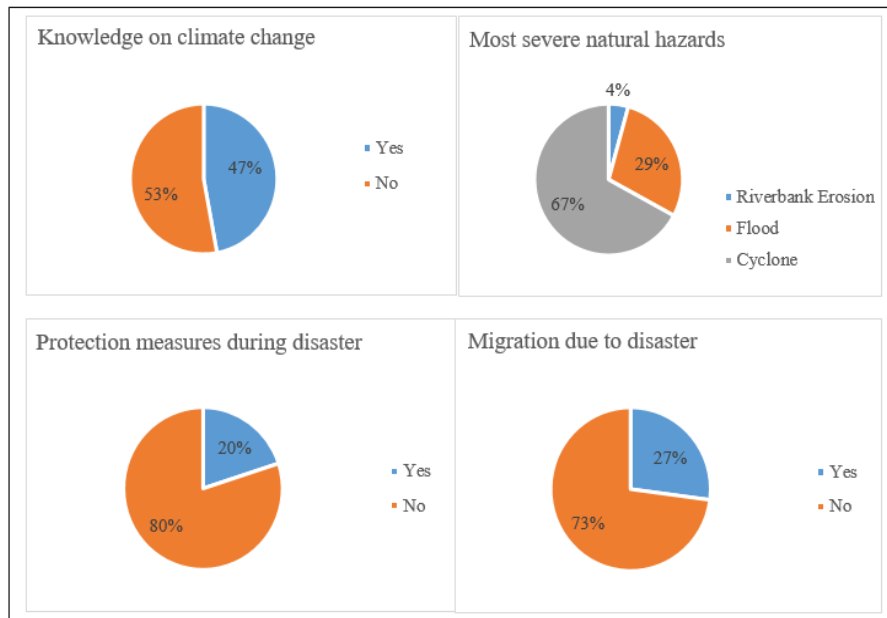 Knowledge on climate change
47%
53%
Yes
No
Most severe natural hazards
4%
29%
67%
Riverbank Erosion
Flood
Cyclone
Protection measures during disaster
20%
80%
Yes
No
Migration due to disaster
27%
73%
Yes
No